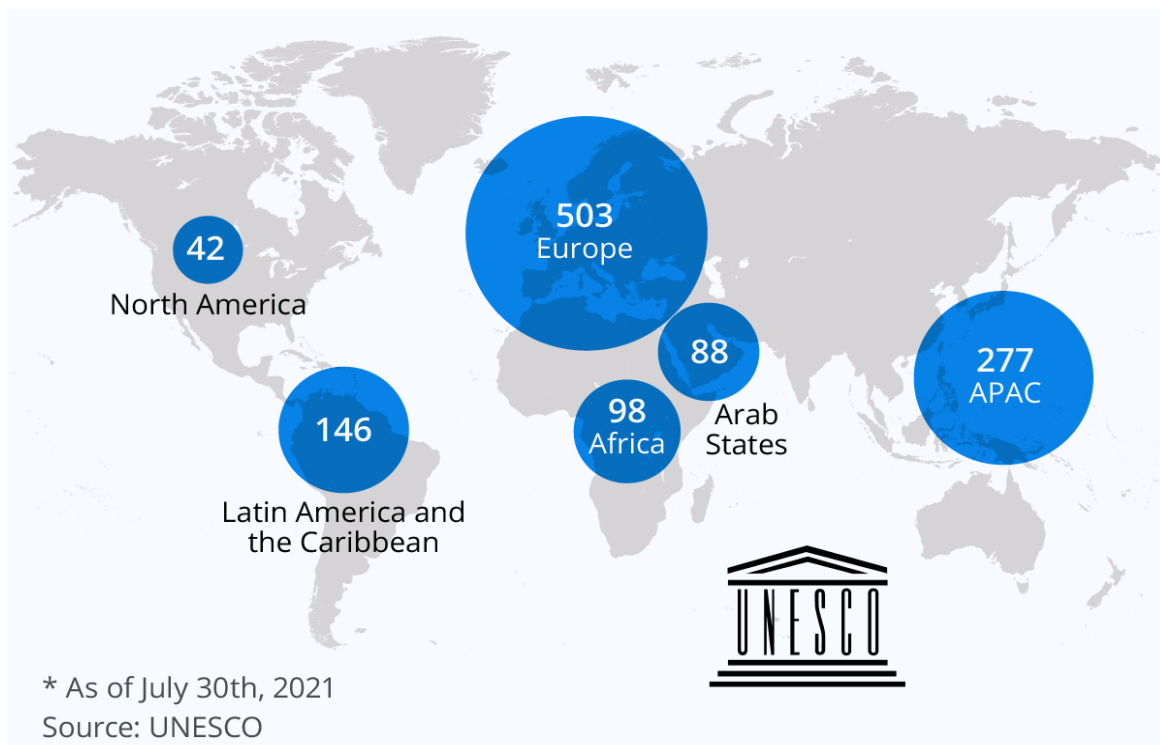 503
Europe
42
North America
88
Arab
States
277
APAC
98
Africa
146
Latin America and
the Caribbean
UNESCO
* As of July 30th, 2021
Source: UNESCO